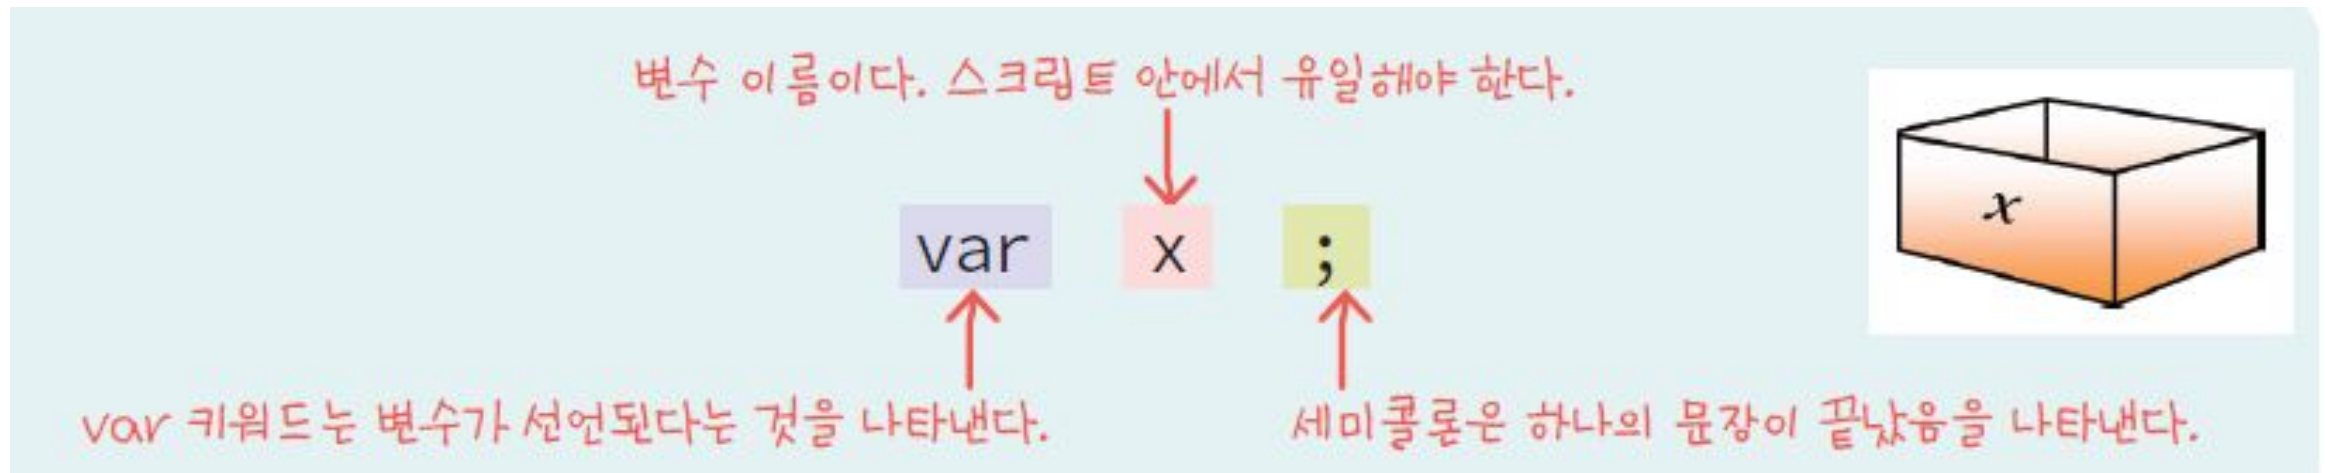 변수 이름이다. 스크립트 안에서 유일해야 한다.
var x ;
x
var 키워드는 변수가 선언된다는 것을 나타낸다.
세미콜론은 하나의 문장이 끝났음을 나타낸다.